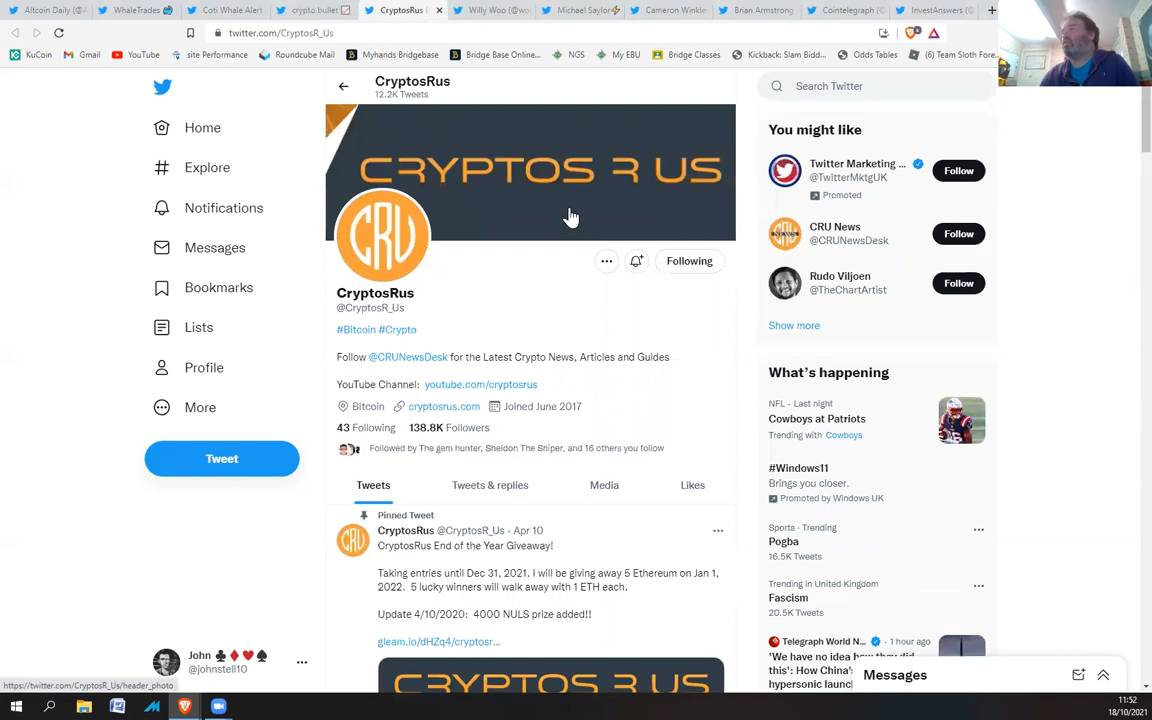 Altcoin Daily (@A
WhaleTrades
Coti Whale Alert
crypto.bullet
CryptosRus (
Willy Woo (@wo
Michael Saylor
Cameron Winkle
Brian Armstrong
Cointelegraph (@
InvestAnswers (@
twitter.com/CryptosR_Us
KuCoin
Gmail
YouTube
site Performance
Roundcube Mail
Myhands Bridgebase
Bridge Base Online...
NGS
My EBU
Bridge Classes
Kickback: Slam Bidd...
Odds Tables
(6) Team Sloth Fore
CryptosRus
12.2K Tweets
Home
Explore
Notifications
Messages
Bookmarks
Lists
Profile
More
Tweet
John ♣♦♥♠
@johnstell10
CRYPTOS R US
CRU
Following
CryptosRus
@CryptosR_Us
#Bitcoin #Crypto
Follow @CRUNewsDesk for the Latest Crypto News, Articles and Guides
YouTube Channel: youtube.com/cryptosrus
Bitcoin cryptosrus.com Joined June 2017
43 Following 138.8K Followers
Followed by The gem hunter, Sheldon The Sniper, and 16 others you follow
Tweets Tweets & replies Media Likes
Pinned Tweet
CryptosRus @CryptosR_Us · Apr 10
CryptosRus End of the Year Giveaway!
Taking entries until Dec 31, 2021. I will be giving away 5 Ethereum on Jan 1,
2022. 5 lucky winners will walk away with 1 ETH each.
Update 4/10/2020: 4000 NULS prize added!!
gleam.io/dHZq4/cryptosr...
CRYPTOS R US
Search Twitter
You might like
Twitter Marketing ...
@TwitterMktgUK
Promoted
Follow
CRU News
@CRUNewsDesk
Follow
Rudo Viljoen
@TheChartArtist
Follow
Show more
What's happening
NFL · Last night
Cowboys at Patriots
Trending with Cowboys
#Windows11
Brings you closer.
Promoted by Windows UK
Sports · Trending
Pogba
16.5K Tweets
Trending in United Kingdom
Fascism
20.5K Tweets
Telegraph World N... · 1 hour ago
'We have no idea how they did
this': How China's
hypersonic launch
Messages
https://twitter.com/CryptosR_Us/header_photo
11:52
18/10/2021